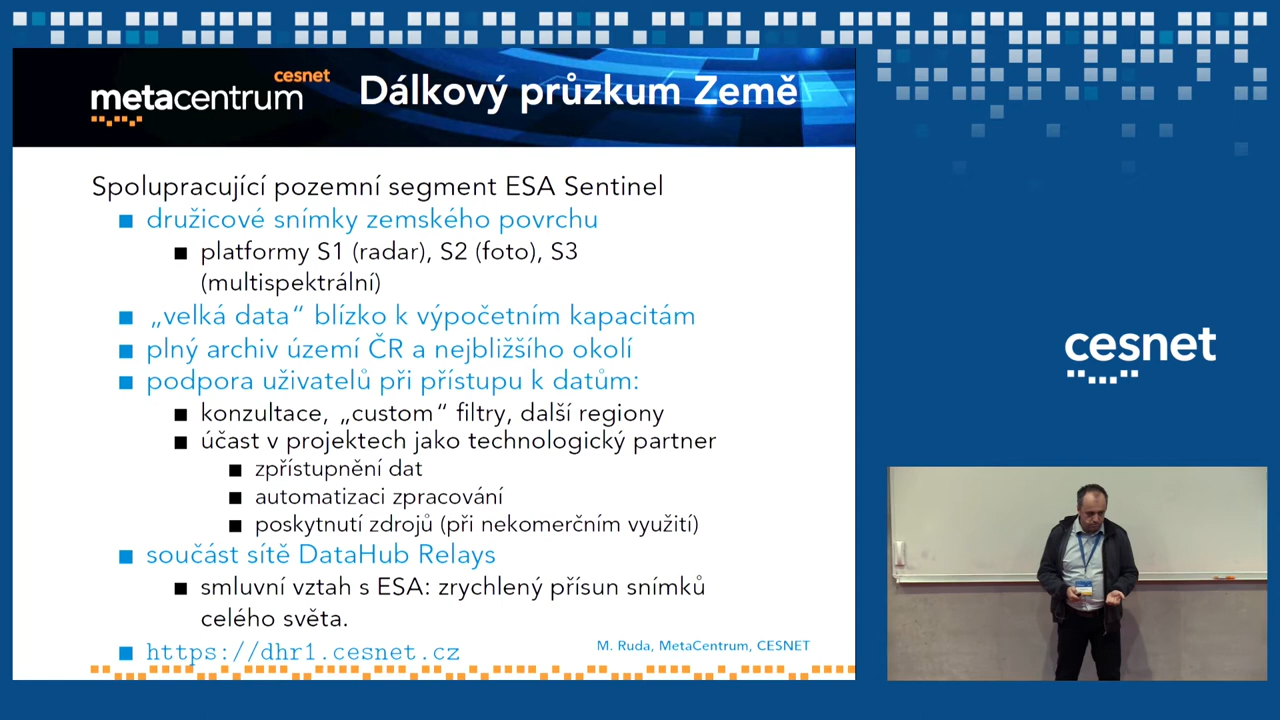 cesnet
metacentrum
Dálkový průzkum Země
Spolupracující pozemní segment ESA Sentinel
družicové snímky zemského povrchu
platformy S1 (radar), S2 (foto), S3
(multispektrální)
„velká data“ blízko k výpočetním kapacitám
plný archiv území ČR a nejbližšího okolí
podpora uživatelů při přístupu k datům:
konzultace, „custom“ filtry, další regiony
účast v projektech jako technologický partner
zpřístupnění dat
automatizaci zpracování
poskytnutí zdrojů (při nekomerčním využití)
součást sítě DataHub Relays
smluvní vztah s ESA: zrychlený přísun snímků
celého světa.
https://dhr1.cesnet.cz
M. Ruda, MetaCentrum, CESNET
cesnet